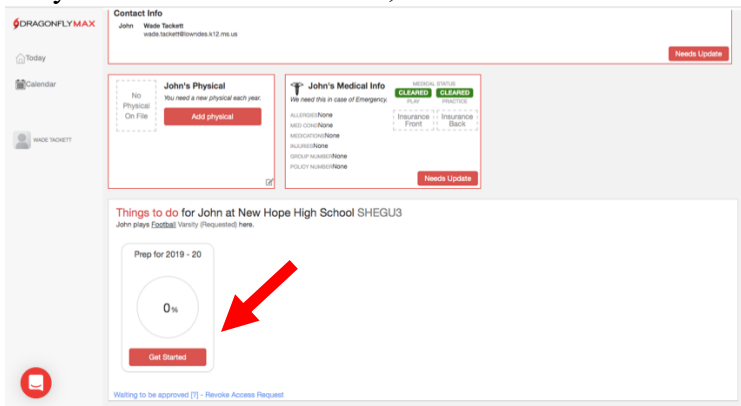 DRAGONFLYMAX
Today
Calendar
WADE TACKETT
Contact Info
John Wade Tackett
wade.tackett@lowndes.k12.ms.us
Needs Update
No
Physical
On File
John's Physical
You need a new physical each year.
Add physical
John's Medical Info
We need this in case of Emergency.
MEDICAL STATUS
CLEARED CLEARED
PLAY PRACTICE
ALLERGIESNone
MED CONDNone
MEDICATIONSNone
INJURIESNone
GROUP NUMBERNone
POLICY NUMBERNone
Insurance
Front
Insurance
Back
Needs Update
Things to do for John at New Hope High School SHEGU3
John plays Football Varsity (Requested) here.
Prep for 2019 - 20
0%
Get Started
Waiting to be approved [?] - Revoke Access Request